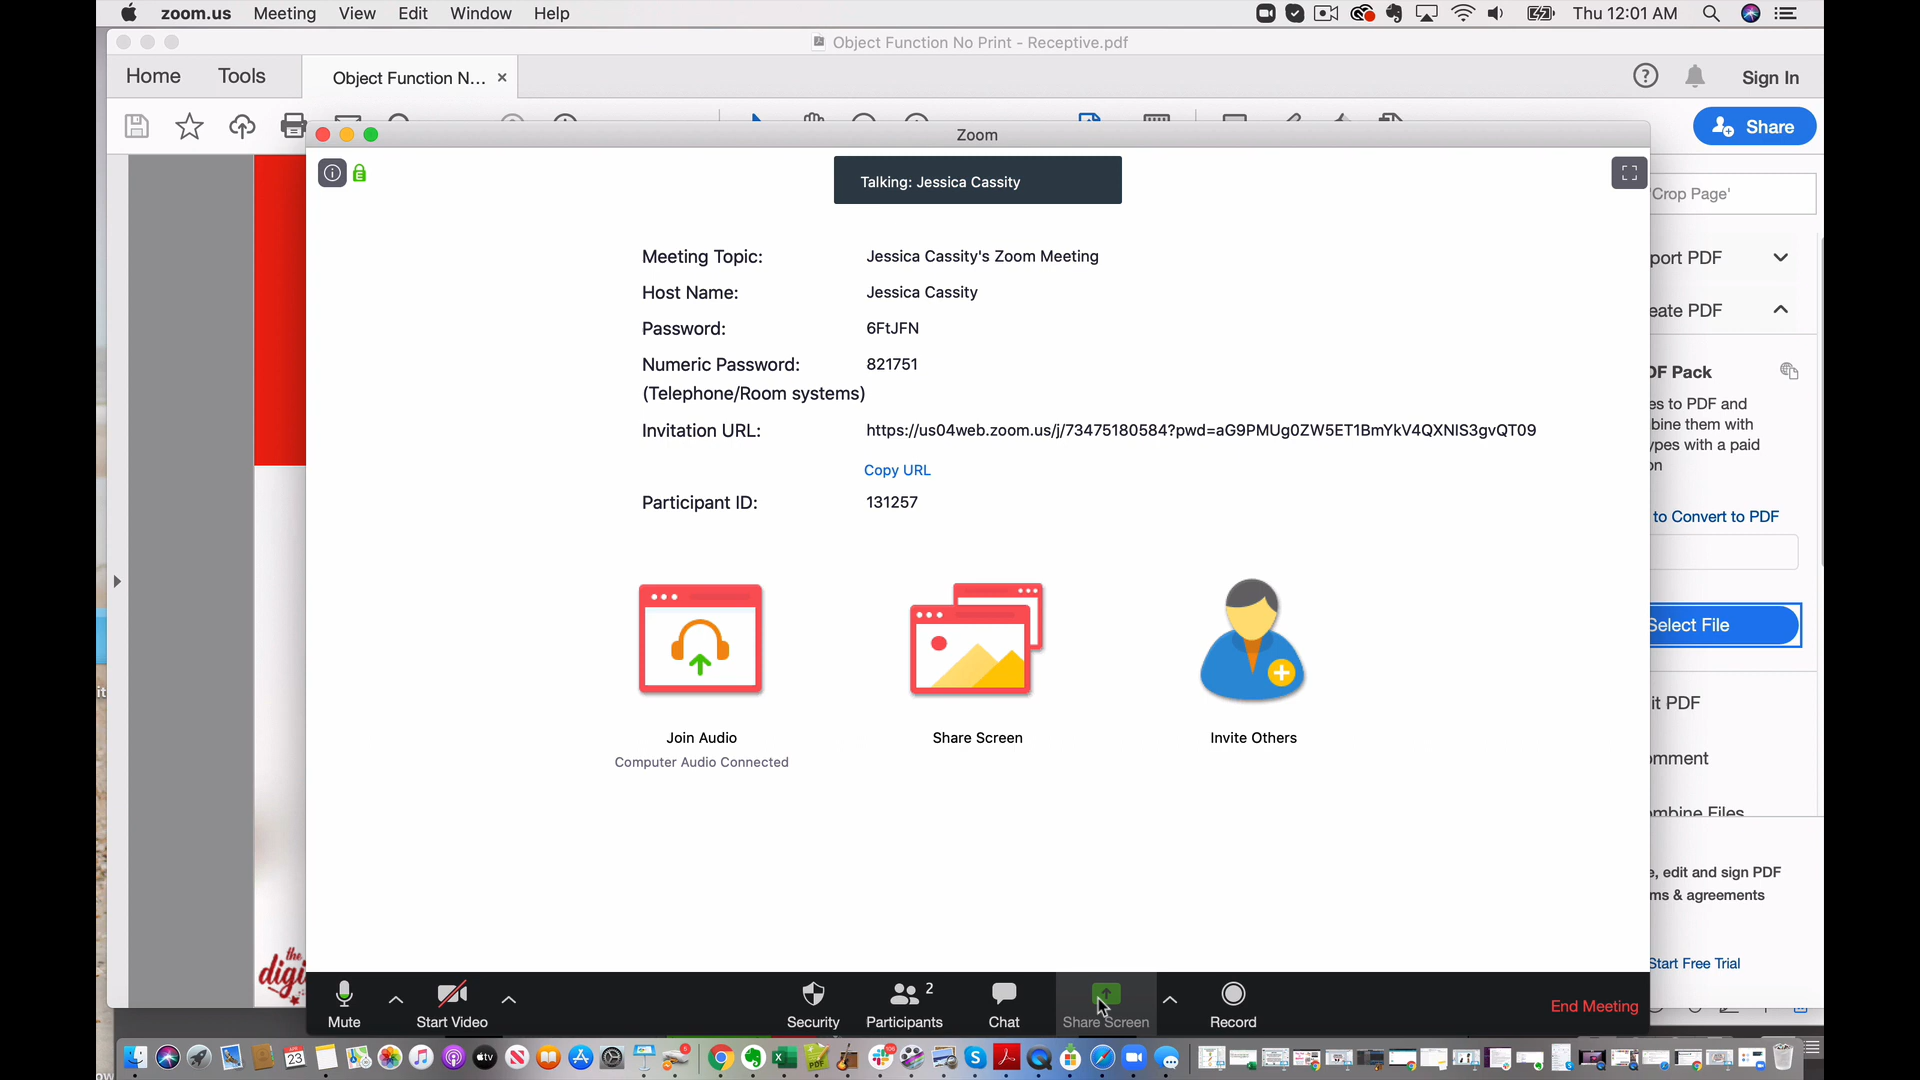 zoom.us Meeting View Edit Window Help Thu 12:01 AM
Object Function No Print - Receptive.pdf
Home Tools Object Function N... × Sign In
Share
Zoom
Talking: Jessica Cassity
'Crop Page'
Meeting Topic: Jessica Cassity's Zoom Meeting
port PDF
Host Name: Jessica Cassity
eate PDF
Password: 6FtJFN
Numeric Password: 821751
(Telephone/Room systems)
DF Pack
es to PDF and
bine them with
ypes with a paid
on
Invitation URL: https://us04web.zoom.us/j/73475180584?pwd=aG9PMUg0ZW5ET1BmYkV4QXNIS3gvQT09
Copy URL
Participant ID: 131257
to Convert to PDF
Select File
it PDF
Join Audio
Computer Audio Connected
Share Screen
Invite Others
mment
mbine Files
e, edit and sign PDF
ms & agreements
Start Free Trial
the
digi
Mute Start Video Security Participants 2 Chat Share Screen Record End Meeting